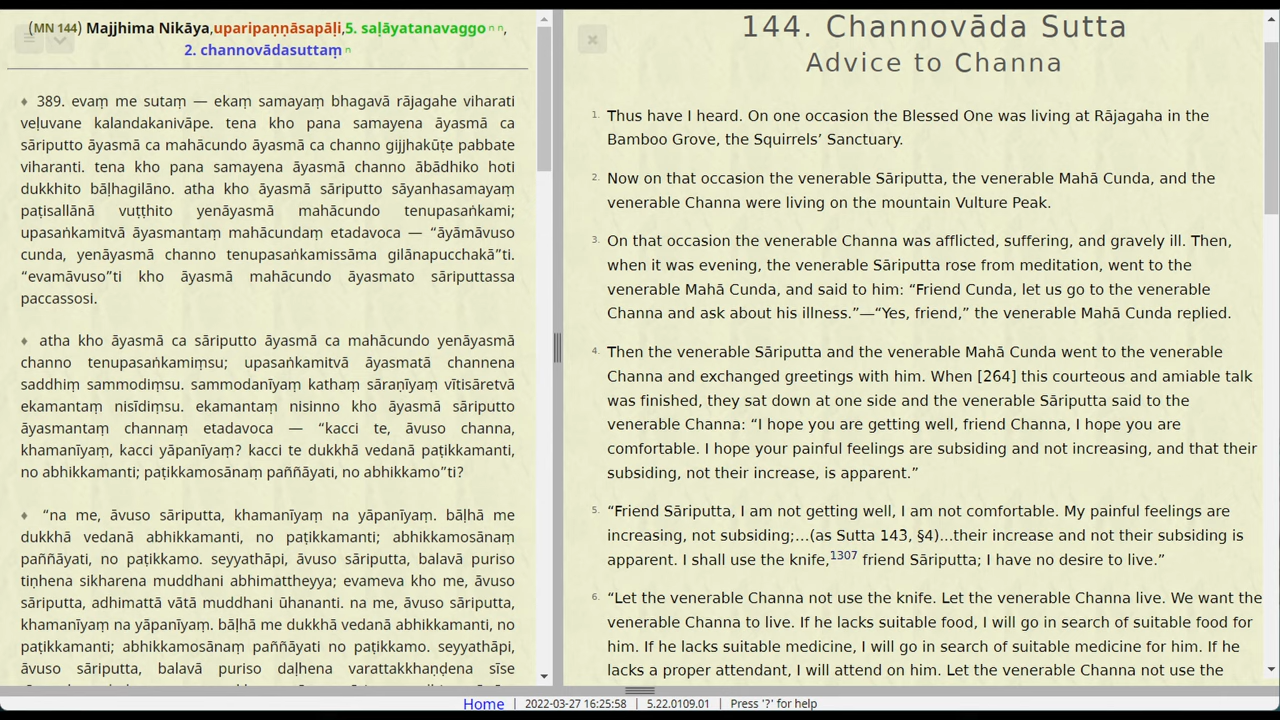 (MN 144) Majjhima Nikāya,uparipaṇṇāsapāḷi,5. saḷāyatanavaggo n n,
2. channovādasuttaṃ n
♦ 389. evaṃ me sutaṃ — ekaṃ samayaṃ bhagavā rājagahe viharati
veḷuvane kalandakanivāpe. tena kho pana samayena āyasmā ca
sāriputto āyasmā ca mahācundo āyasmā ca channo gijjhakūṭe pabbate
viharanti. tena kho pana samayena āyasmā channo ābādhiko hoti
dukkhito bāḷhagilāno. atha kho āyasmā sāriputto sāyanhasamayaṃ
paṭisallānā vuṭṭhito yenāyasmā mahācundo tenupasaṅkami;
upasaṅkamitvā āyasmantaṃ mahācundaṃ etadavoca — “āyāmāvuso
cunda, yenāyasmā channo tenupasaṅkamissāma gilānapucchakā”ti.
“evamāvuso”ti kho āyasmā mahācundo āyasmato sāriputtassa
paccassosi.
♦ atha kho āyasmā ca sāriputto āyasmā ca mahācundo yenāyasmā
channo tenupasaṅkamiṃsu; upasaṅkamitvā āyasmatā channena
saddhiṃ sammodiṃsu. sammodanīyaṃ kathaṃ sāraṇīyaṃ vītisāretvā
ekamantaṃ nisīdiṃsu. ekamantaṃ nisinno kho āyasmā sāriputto
āyasmantaṃ channaṃ etadavoca — “kacci te, āvuso channa,
khamanīyaṃ, kacci yāpanīyaṃ? kacci te dukkhā vedanā paṭikkamanti,
no abhikkamanti; paṭikkamosānaṃ paññāyati, no abhikkamo”ti?
♦ “na me, āvuso sāriputta, khamanīyaṃ na yāpanīyaṃ. bāḷhā me
dukkhā vedanā abhikkamanti, no paṭikkamanti; abhikkamosānaṃ
paññāyati, no paṭikkamo. seyyathāpi, āvuso sāriputta, balavā puriso
tiṇhena sikharena muddhani abhimattheyya; evameva kho me, āvuso
sāriputta, adhimattā vātā muddhani ūhananti. na me, āvuso sāriputta,
khamanīyaṃ na yāpanīyaṃ. bāḷhā me dukkhā vedanā abhikkamanti, no
paṭikkamanti; abhikkamosānaṃ paññāyati no paṭikkamo. seyyathāpi,
āvuso sāriputta, balavā puriso daḷhena varattakkhaṇḍena sīse
144. Channovāda Sutta
Advice to Channa
1. Thus have I heard. On one occasion the Blessed One was living at Rājagaha in the
Bamboo Grove, the Squirrels’ Sanctuary.
2. Now on that occasion the venerable Sāriputta, the venerable Mahā Cunda, and the
venerable Channa were living on the mountain Vulture Peak.
3. On that occasion the venerable Channa was afflicted, suffering, and gravely ill. Then,
when it was evening, the venerable Sāriputta rose from meditation, went to the
venerable Mahā Cunda, and said to him: “Friend Cunda, let us go to the venerable
Channa and ask about his illness.”—“Yes, friend,” the venerable Mahā Cunda replied.
4. Then the venerable Sāriputta and the venerable Mahā Cunda went to the venerable
Channa and exchanged greetings with him. When [264] this courteous and amiable talk
was finished, they sat down at one side and the venerable Sāriputta said to the
venerable Channa: “I hope you are getting well, friend Channa, I hope you are
comfortable. I hope your painful feelings are subsiding and not increasing, and that their
subsiding, not their increase, is apparent.”
5. “Friend Sāriputta, I am not getting well, I am not comfortable. My painful feelings are
increasing, not subsiding;…(as Sutta 143, §4)…their increase and not their subsiding is
apparent. I shall use the knife,1307 friend Sāriputta; I have no desire to live.”
6. “Let the venerable Channa not use the knife. Let the venerable Channa live. We want the
venerable Channa to live. If he lacks suitable food, I will go in search of suitable food for
him. If he lacks suitable medicine, I will go in search of suitable medicine for him. If he
lacks a proper attendant, I will attend on him. Let the venerable Channa not use the
Home | 2022-03-27 16:25:58 | 5.22.0109.01 | Press '?' for help